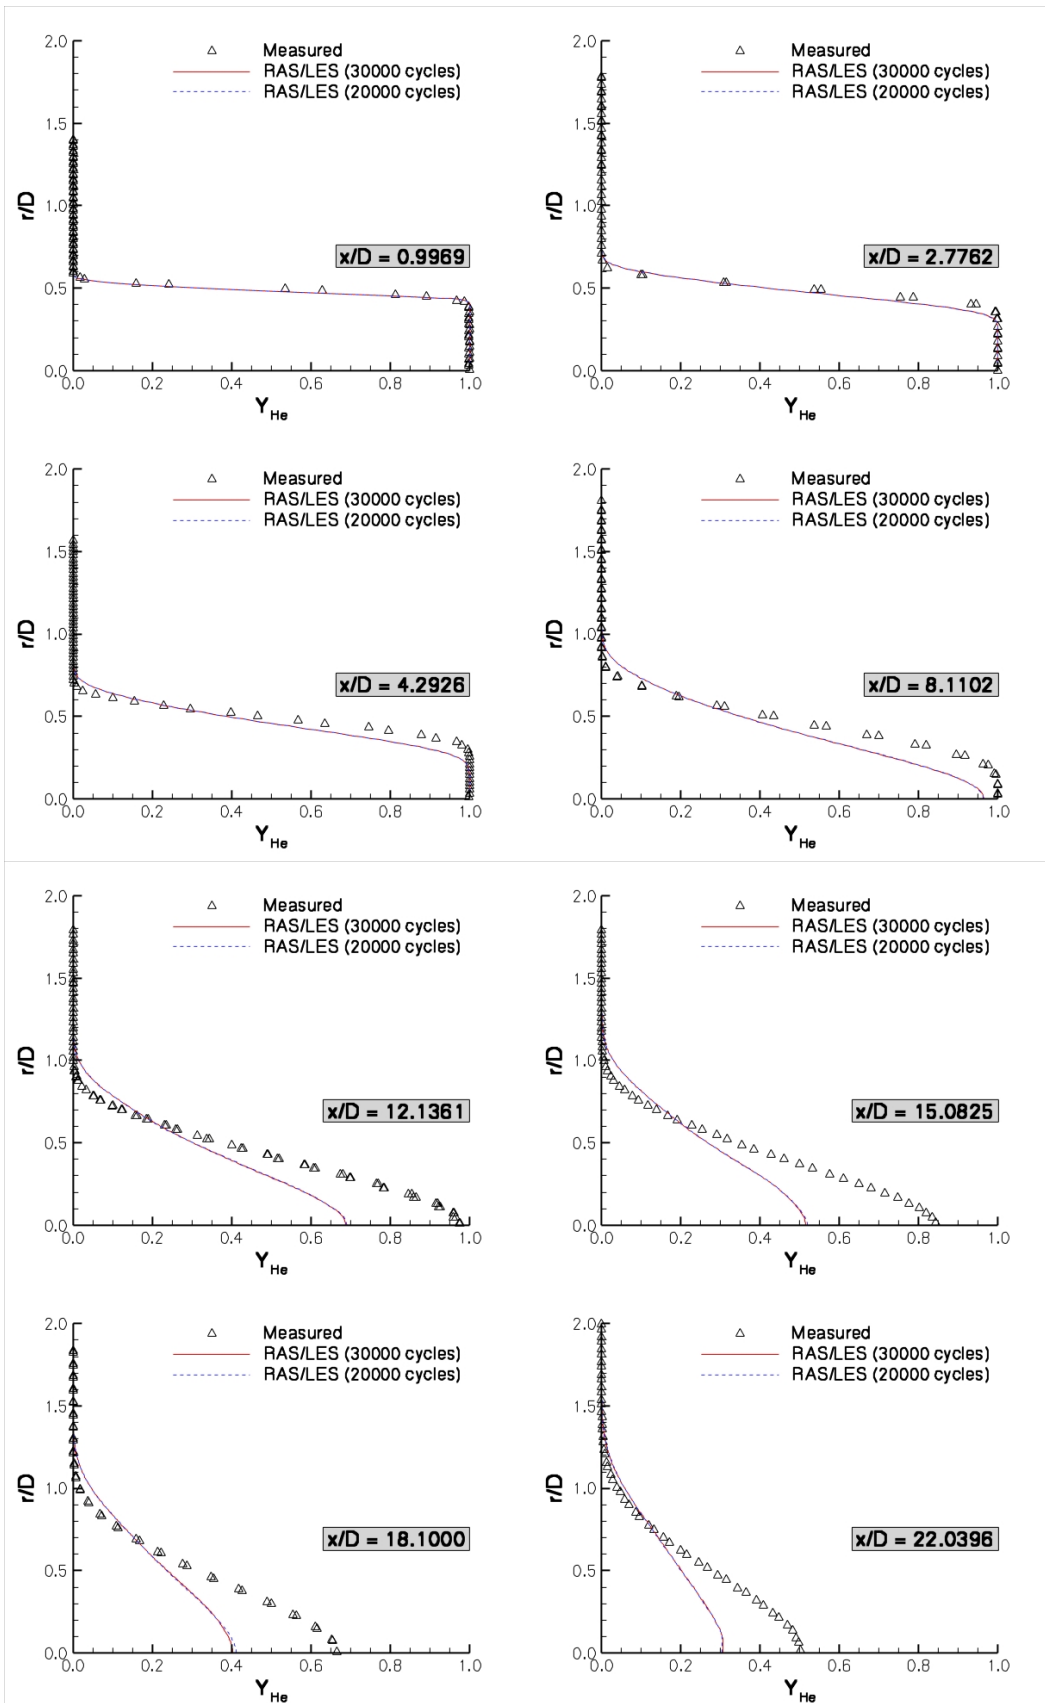 2.0
Measured
RAS/LES (30000 cycles)
RAS/LES (20000 cycles)
1.5
r/D
1.0
x/D = 0.9969
0.5
0.0
0.0 0.2 0.4 0.6 0.8 1.0
Y He
2.0
Measured
RAS/LES (30000 cycles)
RAS/LES (20000 cycles)
1.5
r/D
1.0
x/D = 2.7762
0.5
0.0
0.0 0.2 0.4 0.6 0.8 1.0
Y He
2.0
Measured
RAS/LES (30000 cycles)
RAS/LES (20000 cycles)
1.5
r/D
1.0
x/D = 4.2926
0.5
0.0
0.0 0.2 0.4 0.6 0.8 1.0
Y He
2.0
Measured
RAS/LES (30000 cycles)
RAS/LES (20000 cycles)
1.5
r/D
1.0
x/D = 8.1102
0.5
0.0
0.0 0.2 0.4 0.6 0.8 1.0
Y He
2.0
Measured
RAS/LES (30000 cycles)
RAS/LES (20000 cycles)
1.5
r/D
1.0
x/D = 12.1361
0.5
0.0
0.0 0.2 0.4 0.6 0.8 1.0
Y He
2.0
Measured
RAS/LES (30000 cycles)
RAS/LES (20000 cycles)
1.5
r/D
1.0
x/D = 15.0825
0.5
0.0
0.0 0.2 0.4 0.6 0.8 1.0
Y He
2.0
Measured
RAS/LES (30000 cycles)
RAS/LES (20000 cycles)
1.5
r/D
1.0
x/D = 18.1000
0.5
0.0
0.0 0.2 0.4 0.6 0.8 1.0
Y He
2.0
Measured
RAS/LES (30000 cycles)
RAS/LES (20000 cycles)
1.5
r/D
1.0
x/D = 22.0396
0.5
0.0
0.0 0.2 0.4 0.6 0.8 1.0
Y He